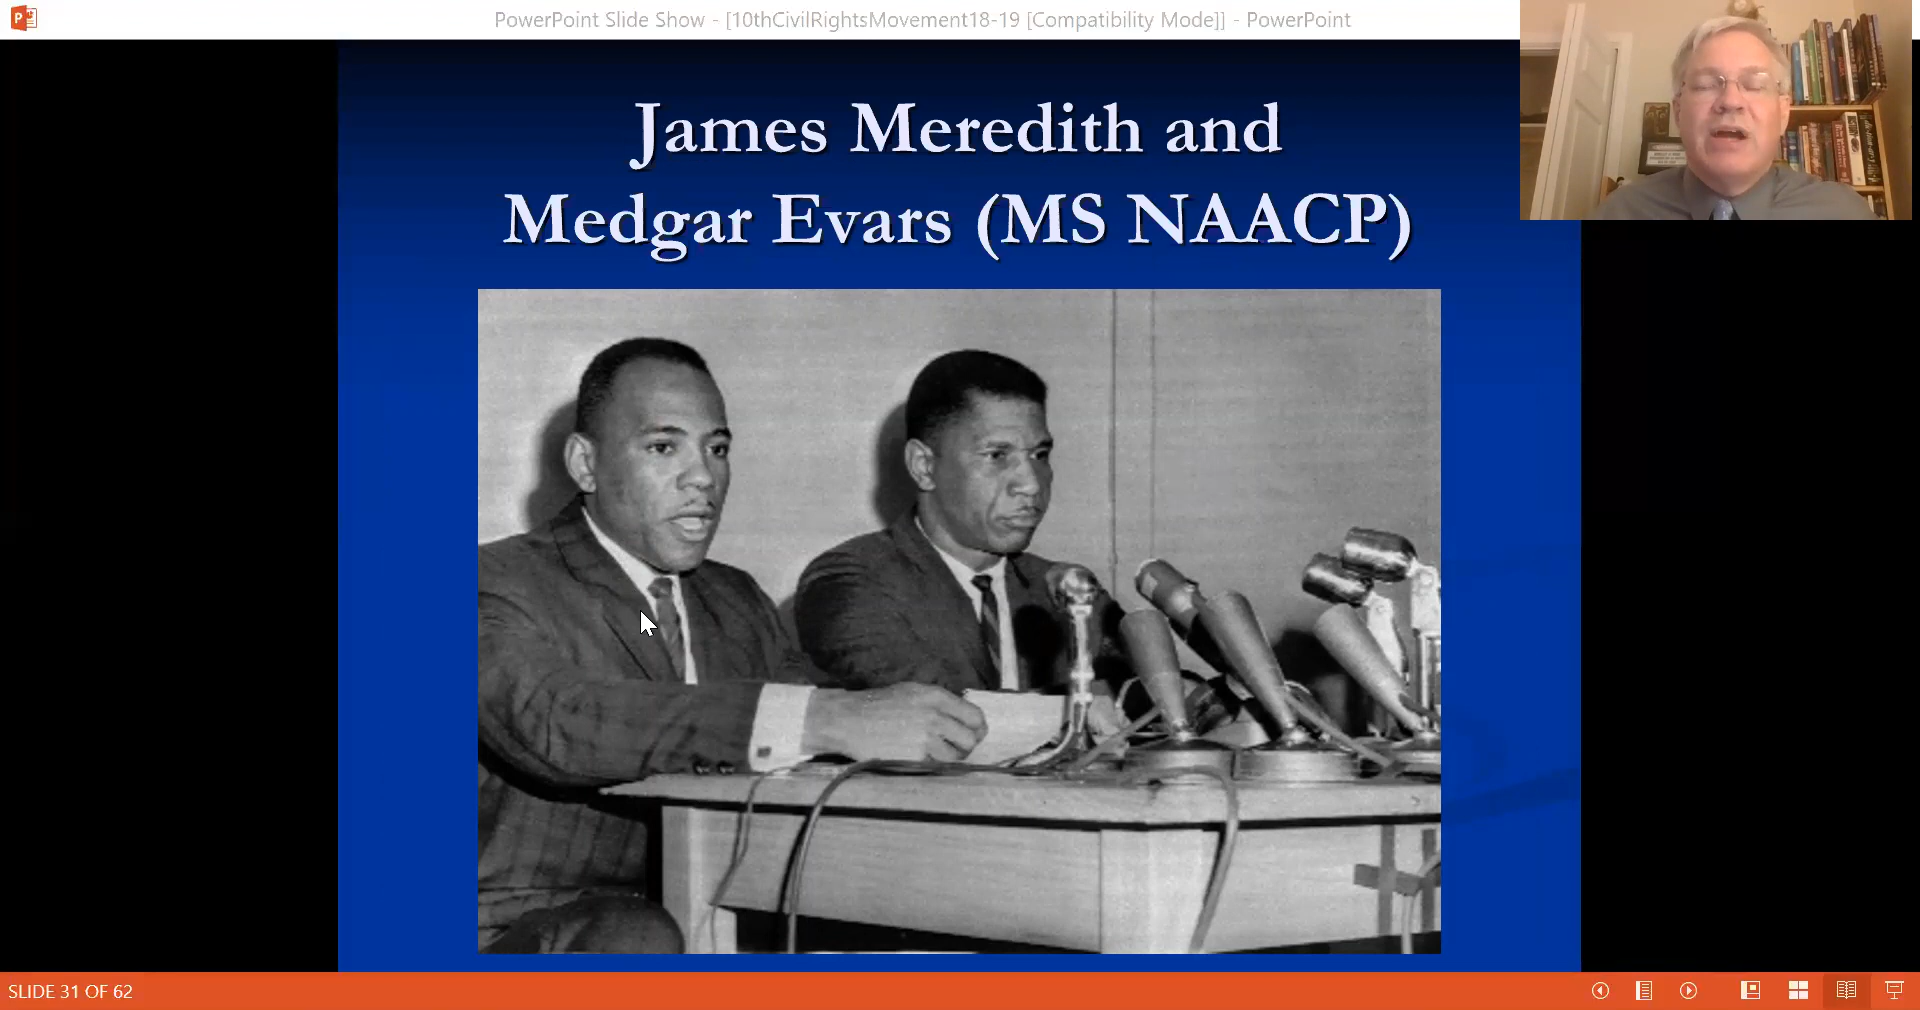 PowerPoint Slide Show - [10thCivilRightsMovement18-19 [Compatibility Mode]] - PowerPoint
James Meredith and
Medgar Evars (MS NAACP)
SLIDE 31 OF 62